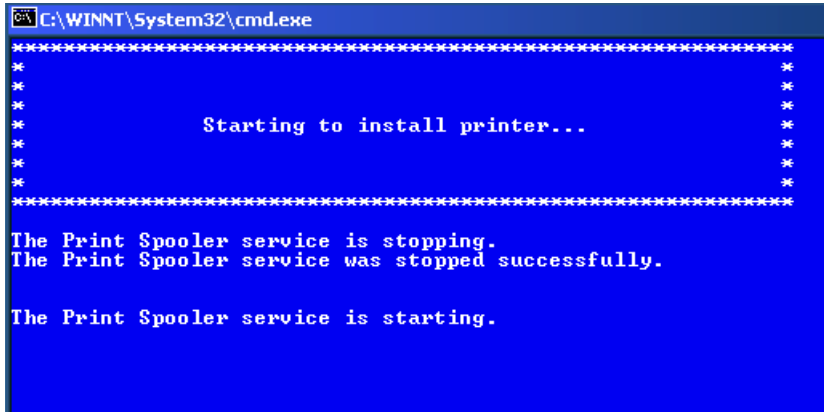 C:\WINNT\System32\cmd.exe
*************************************************************
* *
* *
* *
* Starting to install printer... *
* *
* *
* *
*************************************************************
The Print Spooler service is stopping.
The Print Spooler service was stopped successfully.
The Print Spooler service is starting.